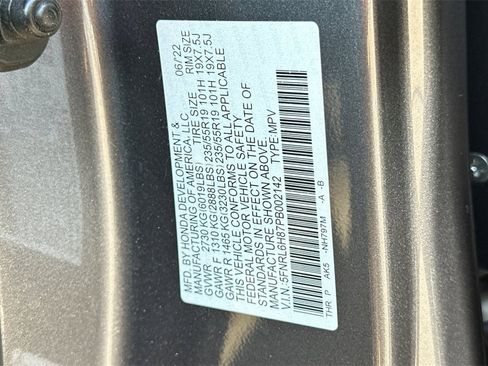 MFD. BY HONDA DEVELOPMENT & 06/22
MANUFACTURING OF AMERICA, LLC
TIRE SIZE RIM SIZE
GVWR 2730 KG(6019LBS)
GAWR F 1310 KG(2888LBS) 235/55R19 101H 19X7.5J
GAWR R 1465 KG(3230LBS) 235/55R19 101H 19X7.5J
THIS VEHICLE CONFORMS TO ALL APPLICABLE
FEDERAL MOTOR VEHICLE SAFETY
STANDARDS IN EFFECT ON THE DATE OF
MANUFACTURE SHOWN ABOVE.
V.I.N.:5FNRL6H87PB002142 TYPE:MPV
THR P AK5 -NH797M -A -B